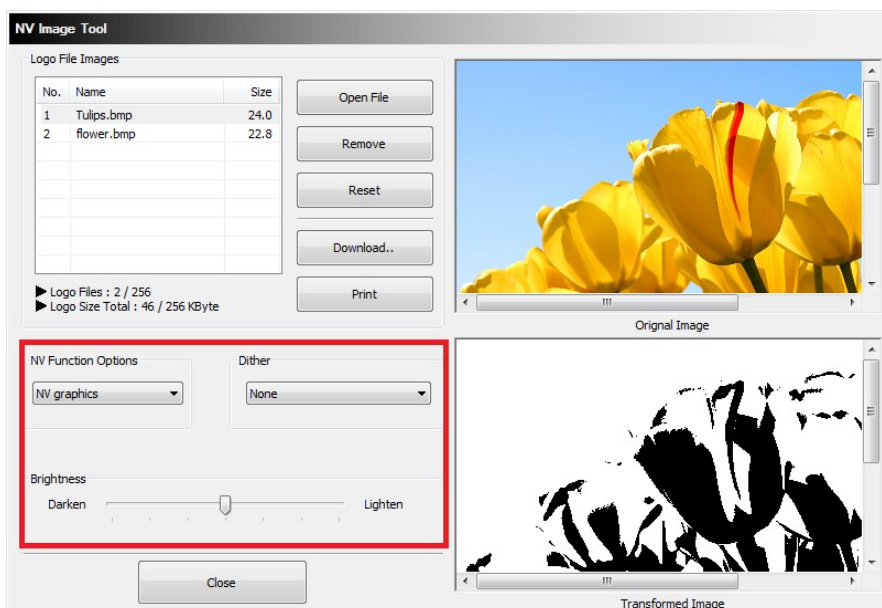 NV Image Tool
Logo File Images
No. Name Size
1 Tulips.bmp 24.0
2 flower.bmp 22.8
Logo Files : 2 / 256
Logo Size Total : 46 / 256 KByte
Open File
Remove
Reset
Download..
Print
Orignal Image
NV Function Options
NV graphics
Dither
None
Brightness
Darken Lighten
Close
Transformed Image